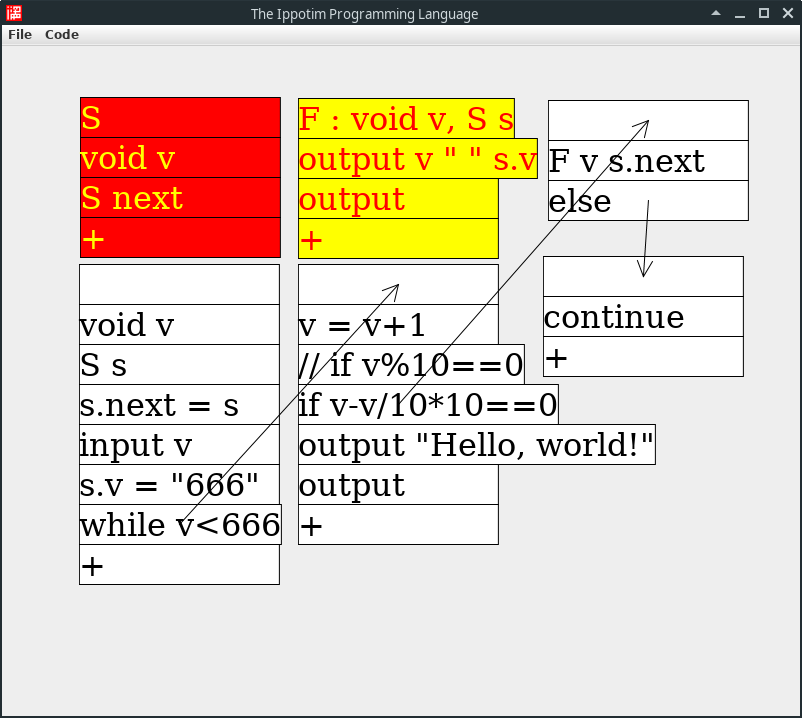 The Ippotim Programming Language
File Code
S
void v
S next
+
F : void v, S s
output v " " s.v
output
+
F v s.next
else
continue
+
void v
S s
s.next = s
input v
s.v = "666"
while v<666
+
v = v+1
// if v%10==0
if v-v/10*10==0
output "Hello, world!"
output
+